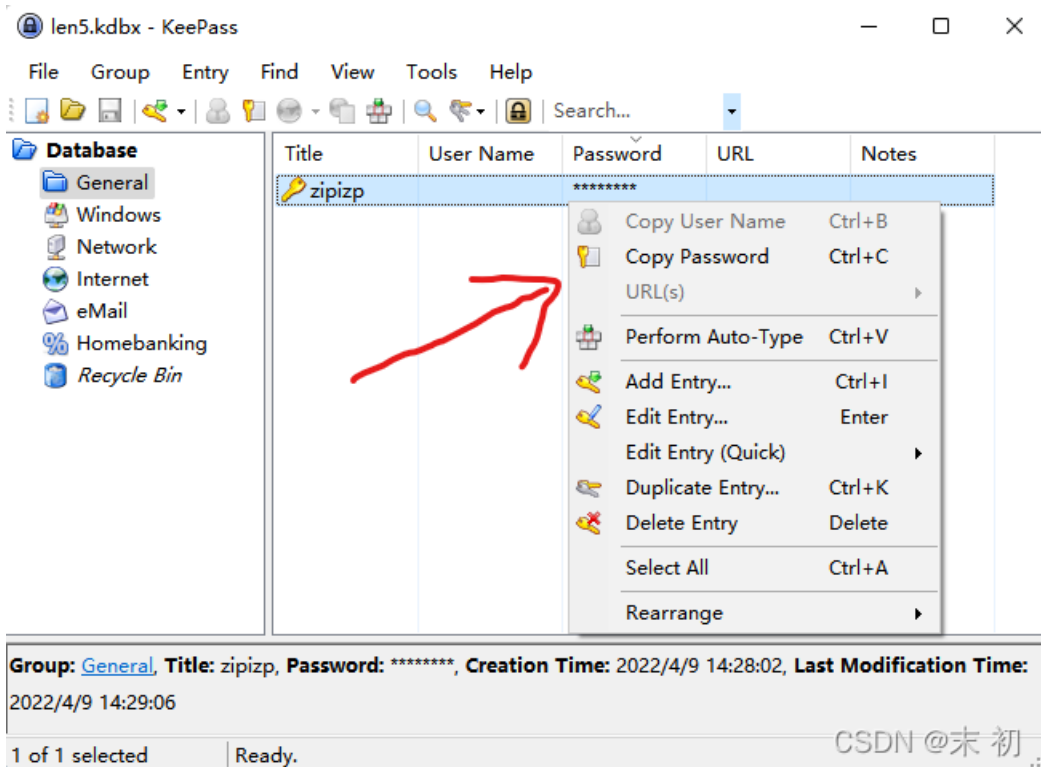 len5.kdbx - KeePass
File Group Entry Find View Tools Help
Search...
Database
General
Windows
Network
Internet
eMail
Homebanking
Recycle Bin
Title User Name Password URL Notes
zipizp ********
Copy User Name Ctrl+B
Copy Password Ctrl+C
URL(s)
Perform Auto-Type Ctrl+V
Add Entry... Ctrl+I
Edit Entry... Enter
Edit Entry (Quick)
Duplicate Entry... Ctrl+K
Delete Entry Delete
Select All Ctrl+A
Rearrange
Group: General, Title: zipizp, Password: ********, Creation Time: 2022/4/9 14:28:02, Last Modification Time:
2022/4/9 14:29:06
1 of 1 selected Ready.
CSDN @末 初